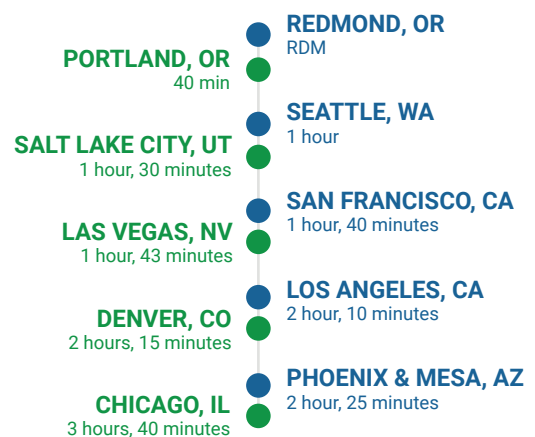 REDMOND, OR
RDM
PORTLAND, OR
40 min
SEATTLE, WA
1 hour
SALT LAKE CITY, UT
1 hour, 30 minutes
SAN FRANCISCO, CA
1 hour, 40 minutes
LAS VEGAS, NV
1 hour, 43 minutes
LOS ANGELES, CA
2 hour, 10 minutes
DENVER, CO
2 hours, 15 minutes
PHOENIX & MESA, AZ
2 hour, 25 minutes
CHICAGO, IL
3 hours, 40 minutes